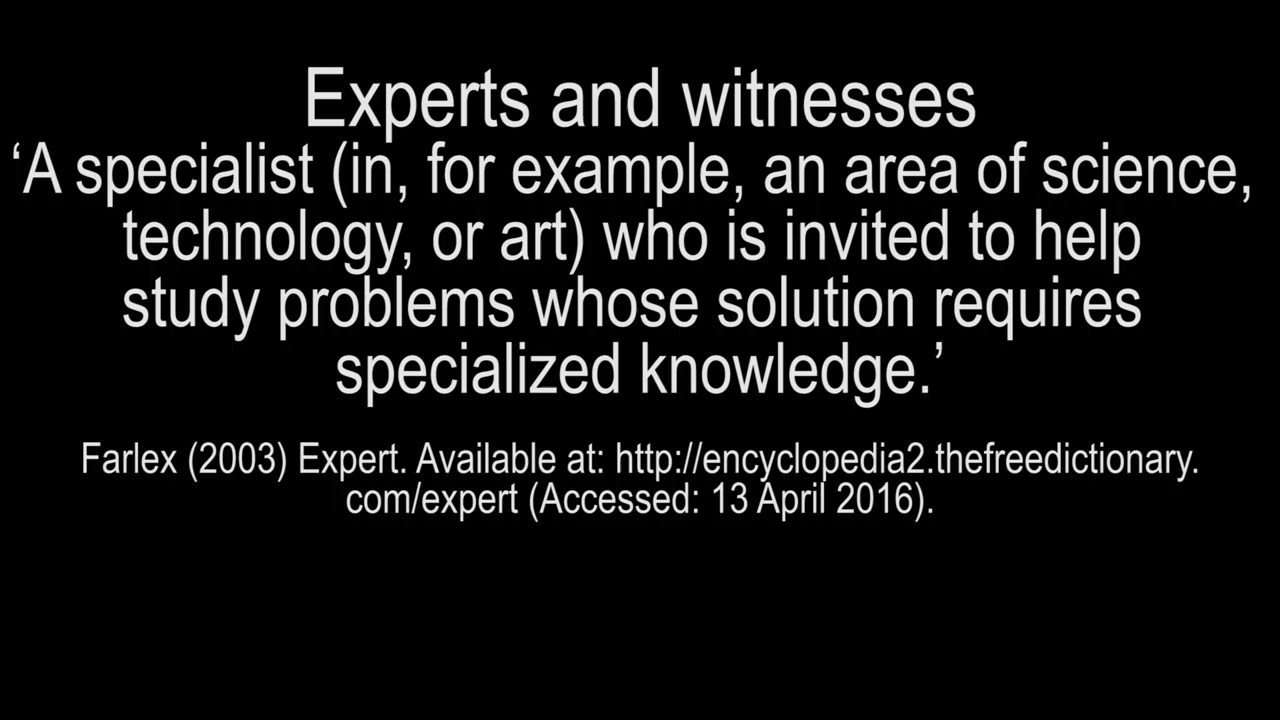 Experts and witnesses
‘A specialist (in, for example, an area of science,
technology, or art) who is invited to help
study problems whose solution requires
specialized knowledge.’
Farlex (2003) Expert. Available at: http://encyclopedia2.thefreedictionary.
com/expert (Accessed: 13 April 2016).